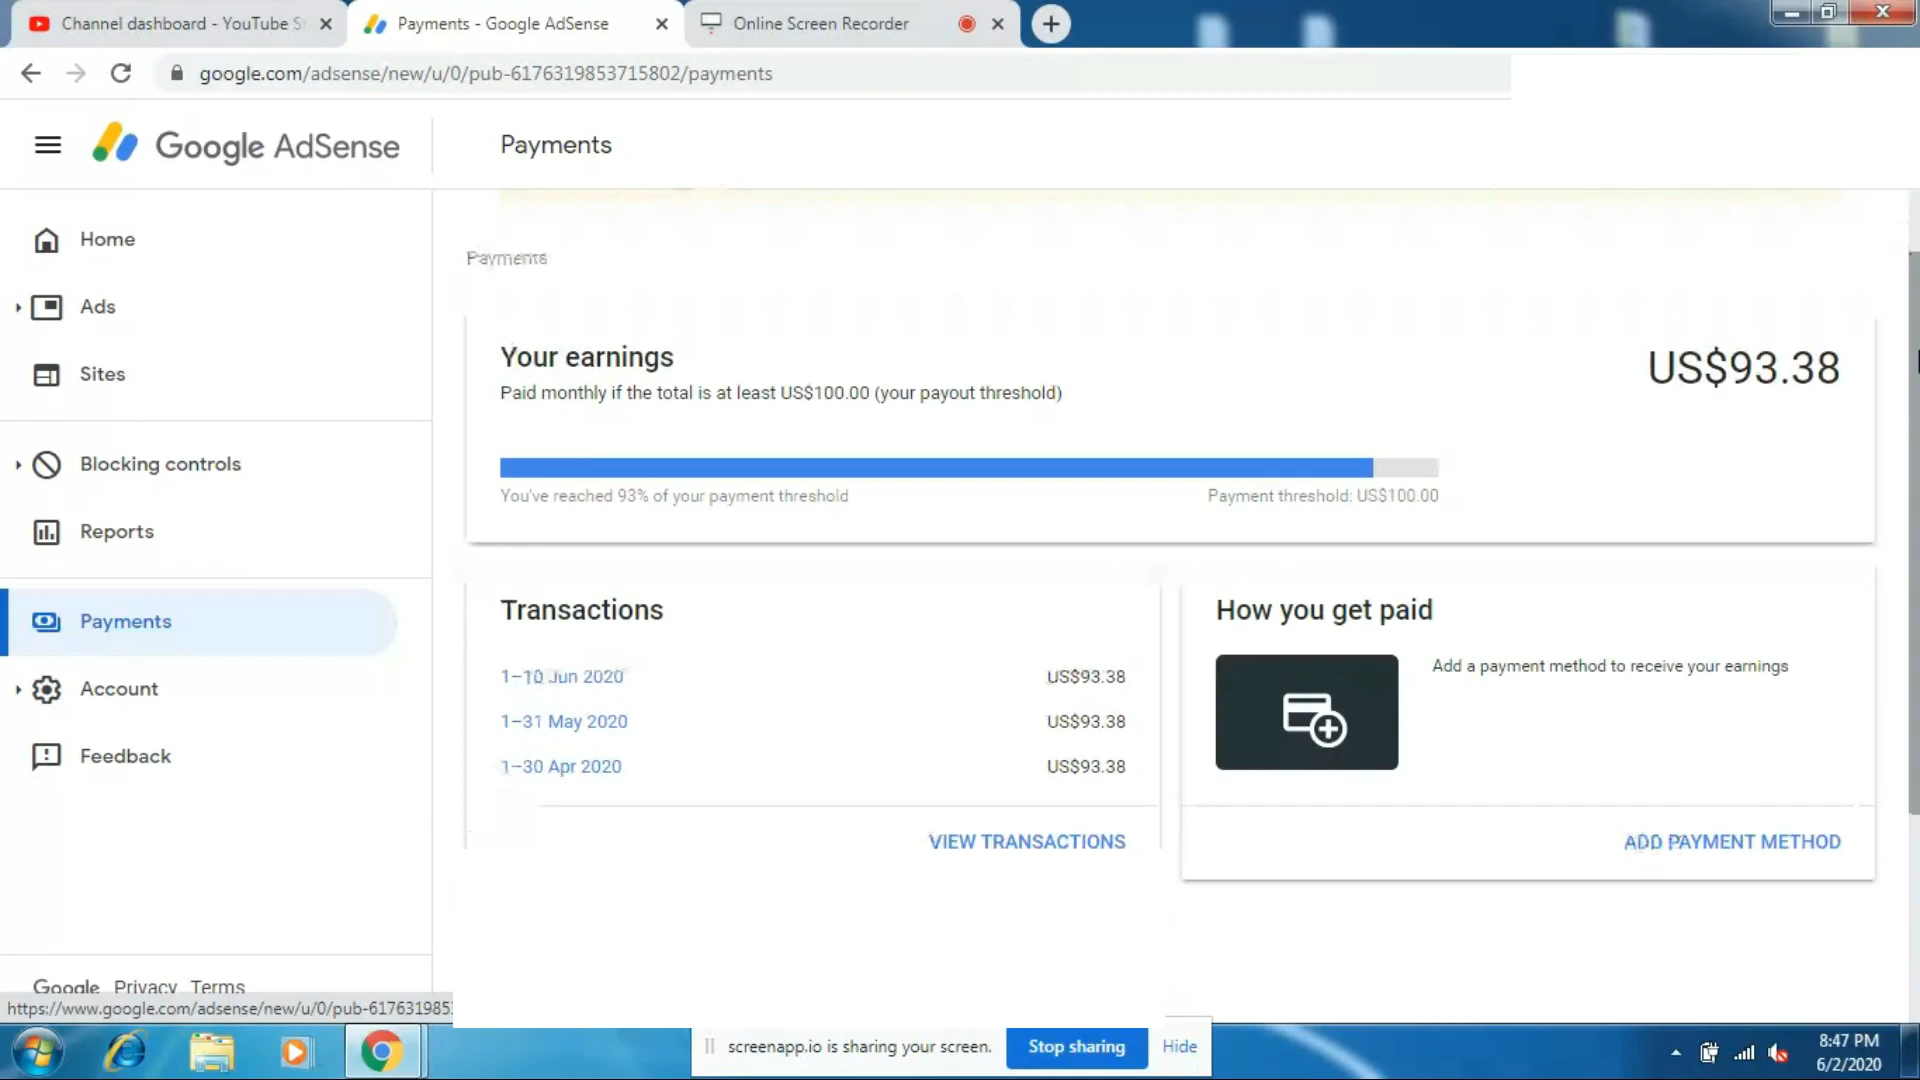 Channel dashboard - YouTube S
Payments - Google AdSense
Online Screen Recorder
google.com/adsense/new/u/0/pub-6176319853715802/payments
Google AdSense
Payments
Home
Ads
Sites
Blocking controls
Reports
Payments
Account
Feedback
Google Privacy Terms
https://www.google.com/adsense/new/u/0/pub-617631985
Payments
Your earnings
US$93.38
Paid monthly if the total is at least US$100.00 (your payout threshold)
You've reached 93% of your payment threshold
Payment threshold: US$100.00
Transactions
1–10 Jun 2020 US$93.38
1–31 May 2020 US$93.38
1–30 Apr 2020 US$93.38
VIEW TRANSACTIONS
How you get paid
Add a payment method to receive your earnings
ADD PAYMENT METHOD
screenapp.io is sharing your screen.
Stop sharing
Hide
8:47 PM
6/2/2020